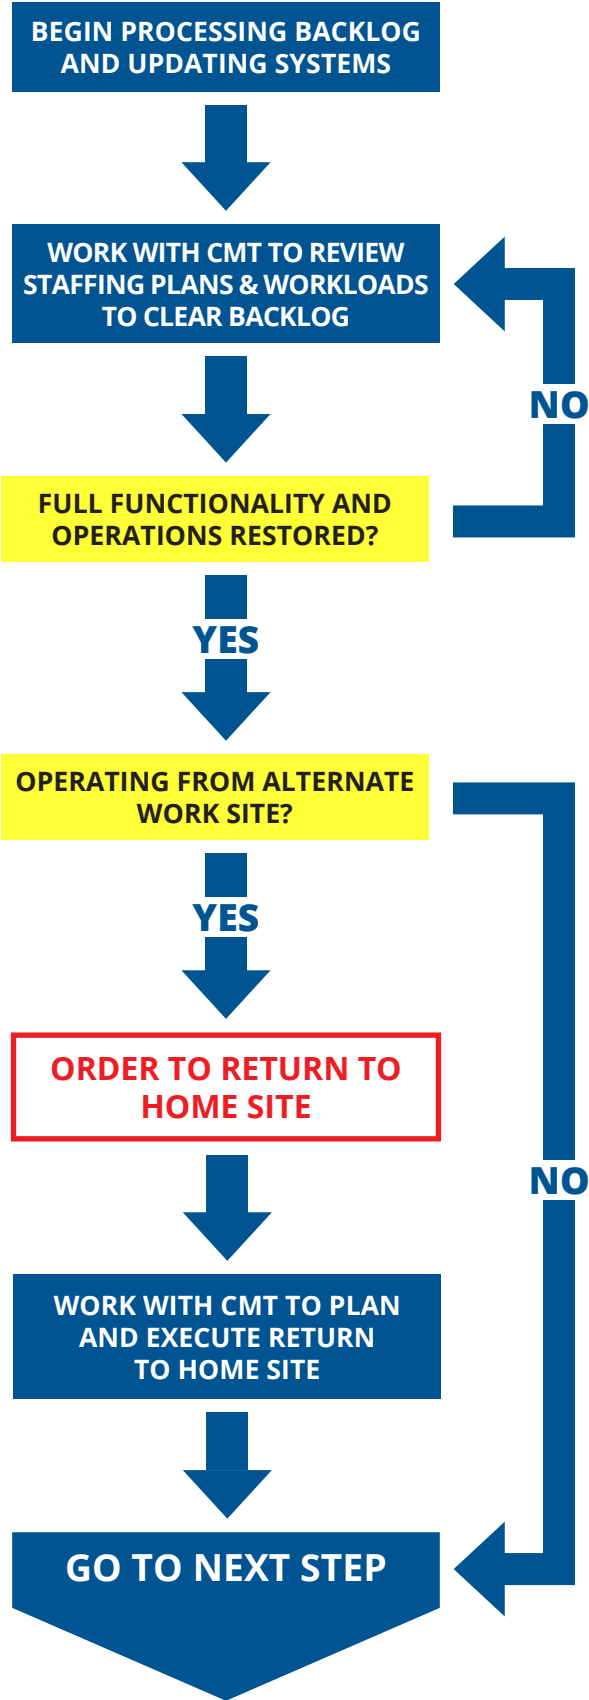 BEGIN PROCESSING BACKLOG
AND UPDATING SYSTEMS
WORK WITH CMT TO REVIEW
STAFFING PLANS & WORKLOADS
TO CLEAR BACKLOG
NO
FULL FUNCTIONALITY AND
OPERATIONS RESTORED?
YES
OPERATING FROM ALTERNATE
WORK SITE?
YES
ORDER TO RETURN TO
HOME SITE
NO
WORK WITH CMT TO PLAN
AND EXECUTE RETURN
TO HOME SITE
GO TO NEXT STEP